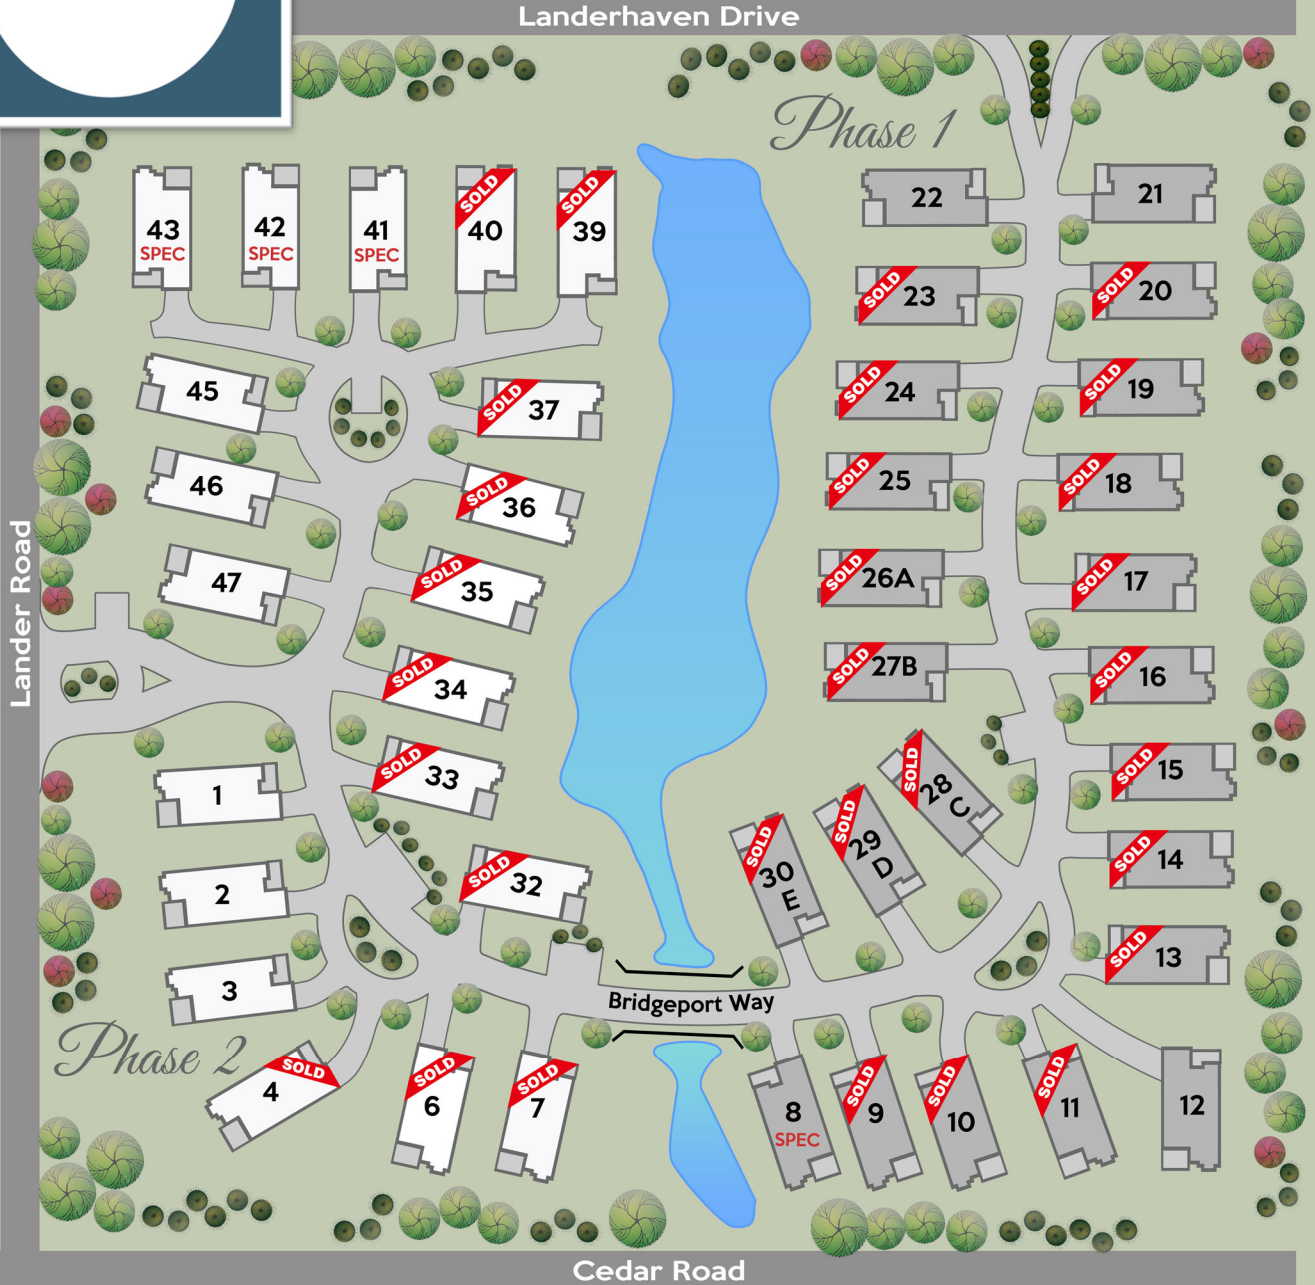 Landerhaven Drive
Phase 1
43
SPEC
42
SPEC
41
SPEC
SOLD
40
SOLD
39
22
21
SOLD
23
SOLD
20
45
SOLD
37
SOLD
24
SOLD
19
46
SOLD
36
SOLD
25
SOLD
18
47
SOLD
35
SOLD
26A
SOLD
17
Lander Road
SOLD
34
SOLD
27B
SOLD
16
1
SOLD
33
SOLD
28
C
SOLD
15
2
SOLD
32
SOLD
30
E
SOLD
29
D
SOLD
14
3
Bridgeport Way
SOLD
13
Phase 2
SOLD
4
SOLD
6
SOLD
7
8
SPEC
SOLD
9
SOLD
10
SOLD
11
12
Cedar Road